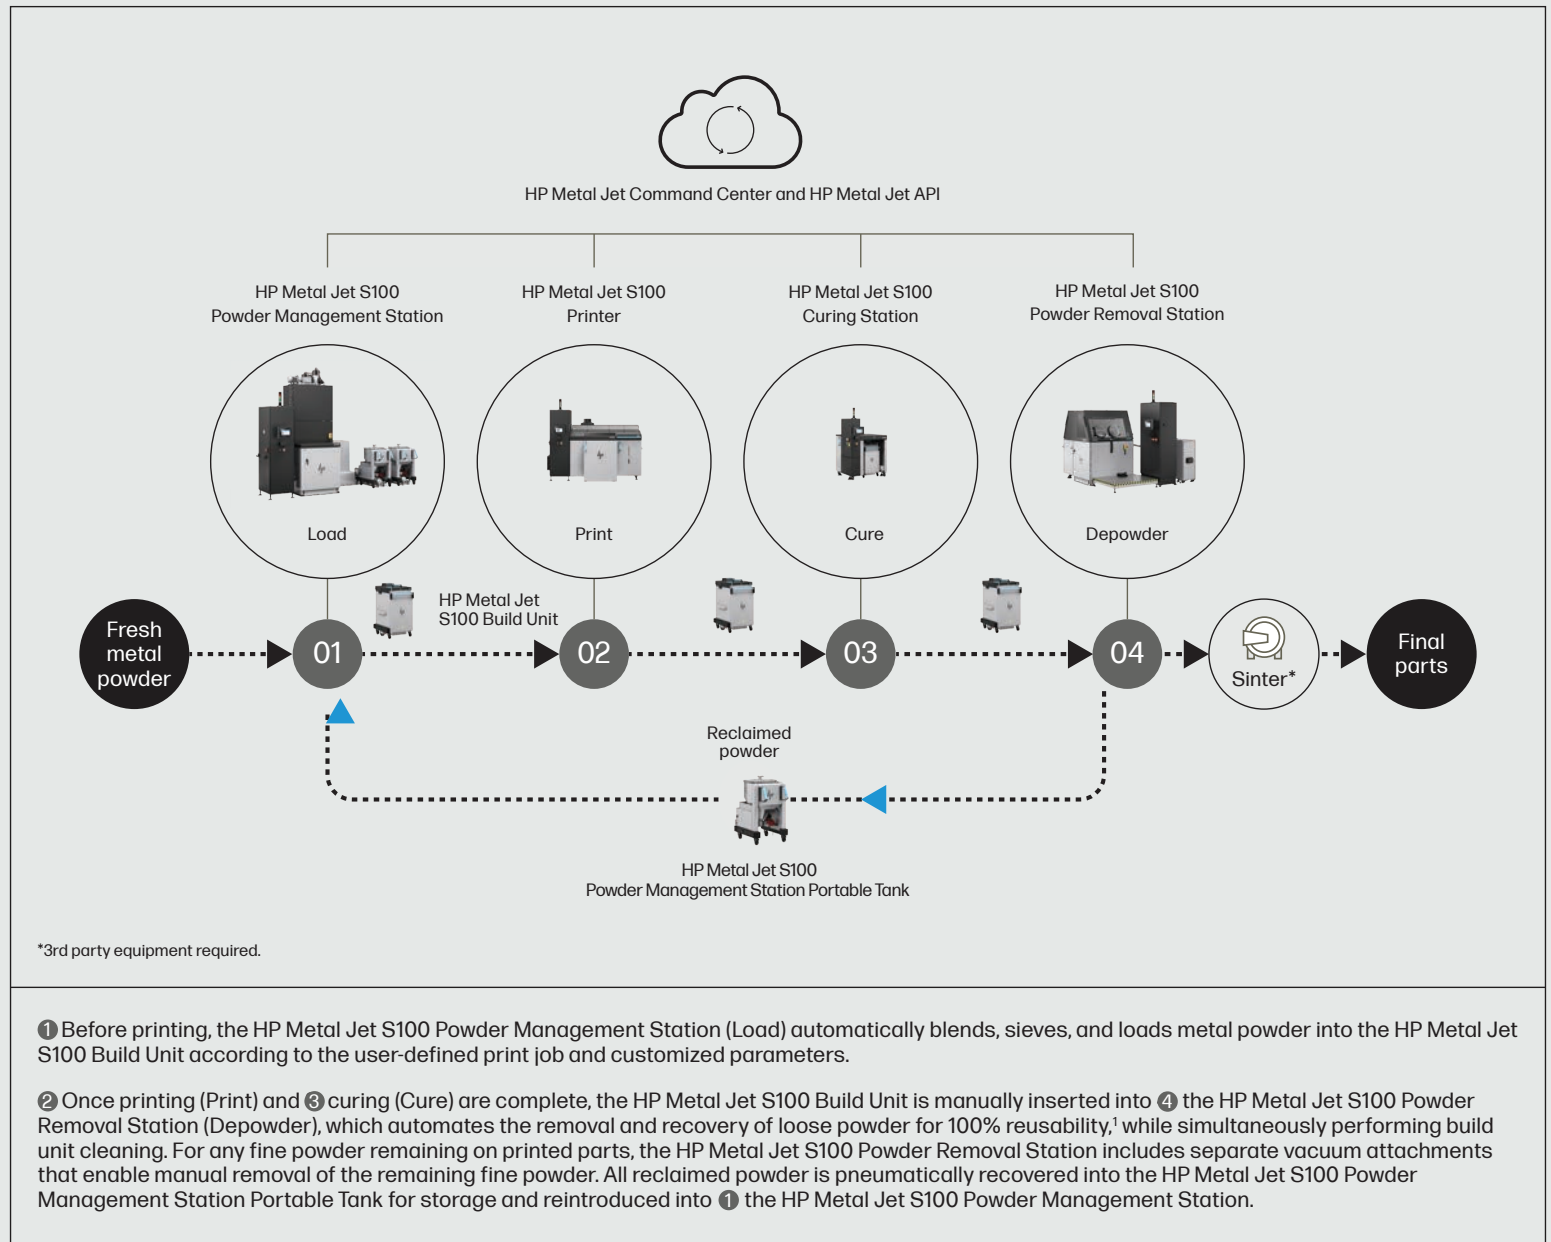 HP Metal Jet Command Center and HP Metal Jet API
HP Metal Jet S100
Powder Management Station
HP Metal Jet S100
Printer
HP Metal Jet S100
Curing Station
HP Metal Jet S100
Powder Removal Station
Load
Print
Cure
Depowder
HP Metal Jet
S100 Build Unit
Fresh
metal
powder
01
02
03
04
Sinter*
Final
parts
Reclaimed
powder
HP Metal Jet S100
Powder Management Station Portable Tank
*3rd party equipment required.
❶ Before printing, the HP Metal Jet S100 Powder Management Station (Load) automatically blends, sieves, and loads metal powder into the HP Metal Jet
S100 Build Unit according to the user-defined print job and customized parameters.
❷ Once printing (Print) and ❸ curing (Cure) are complete, the HP Metal Jet S100 Build Unit is manually inserted into ❹ the HP Metal Jet S100 Powder
Removal Station (Depowder), which automates the removal and recovery of loose powder for 100% reusability,¹ while simultaneously performing build
unit cleaning. For any fine powder remaining on printed parts, the HP Metal Jet S100 Powder Removal Station includes separate vacuum attachments
that enable manual removal of the remaining fine powder. All reclaimed powder is pneumatically recovered into the HP Metal Jet S100 Powder
Management Station Portable Tank for storage and reintroduced into ❶ the HP Metal Jet S100 Powder Management Station.